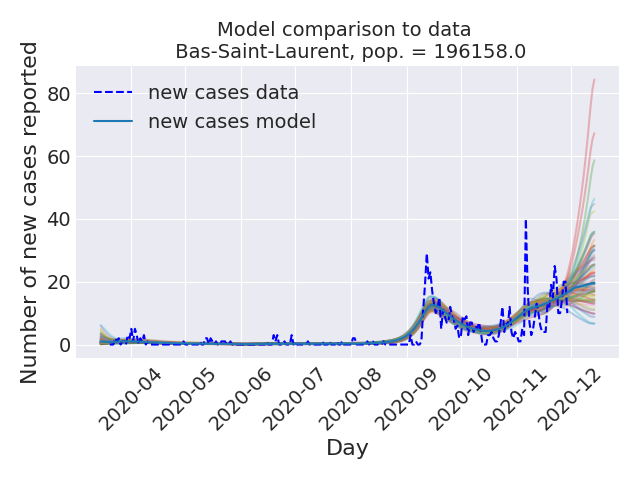 Model comparison to data
Bas-Saint-Laurent, pop. = 196158.0
Number of new cases reported
80
60
40
20
0
new cases data
new cases model
2020-04
2020-05
2020-06
2020-07
2020-08
2020-09
2020-10
2020-11
2020-12
Day